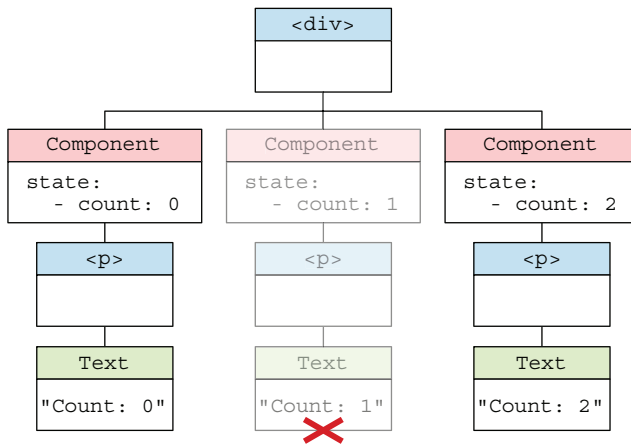 <div>
Component Component Component
state: state: state:
- count: 0 - count: 1 - count: 2
<p> <p> <p>
Text Text Text
"Count: 0" "Count: 1" "Count: 2"